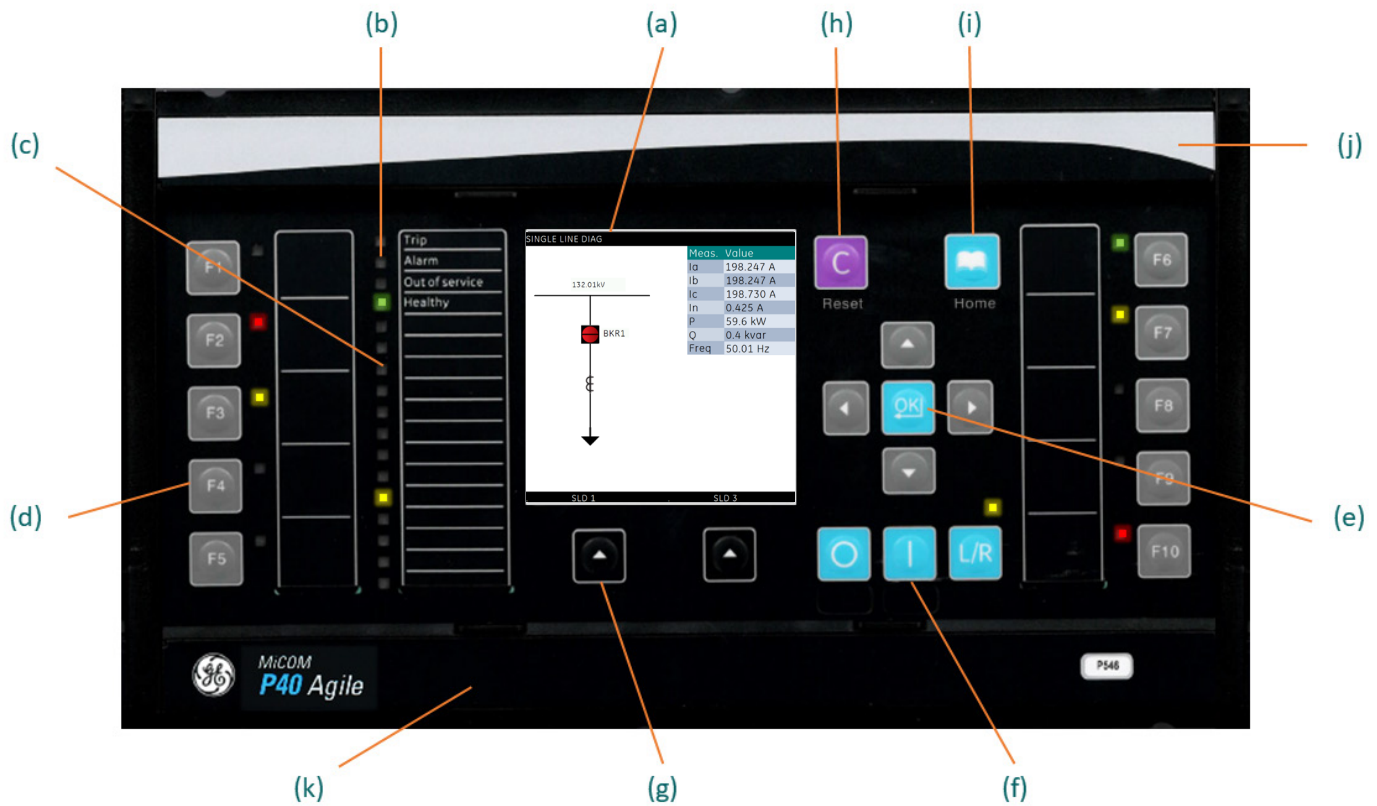 (b)
(a)
(h)
(i)
(c)
(j)
Trip
Alarm
Out of service
Healthy
SINGLE LINE DIAG
Meas. Value
Ia 198.247 A
Ib 198.247 A
Ic 198.730 A
In 0.425 A
P 59.6 kW
Q 0.4 kvar
Freq 50.01 Hz
132.01kV
BKR1
SLD 1
SLD 3
C
Reset
Home
F1
F2
F3
F4
F5
OK
L/R
F6
F7
F8
F9
F10
(d)
(e)
GE
MiCOM
P40 Agile
P546
(k)
(g)
(f)